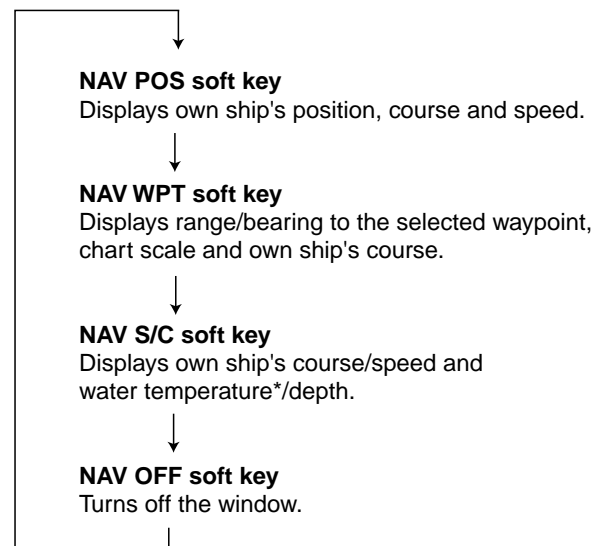 NAV POS soft key
Displays own ship's position, course and speed.
NAV WPT soft key
Displays range/bearing to the selected waypoint,
chart scale and own ship's course.
NAV S/C soft key
Displays own ship's course/speed and
water temperature*/depth.
NAV OFF soft key
Turns off the window.